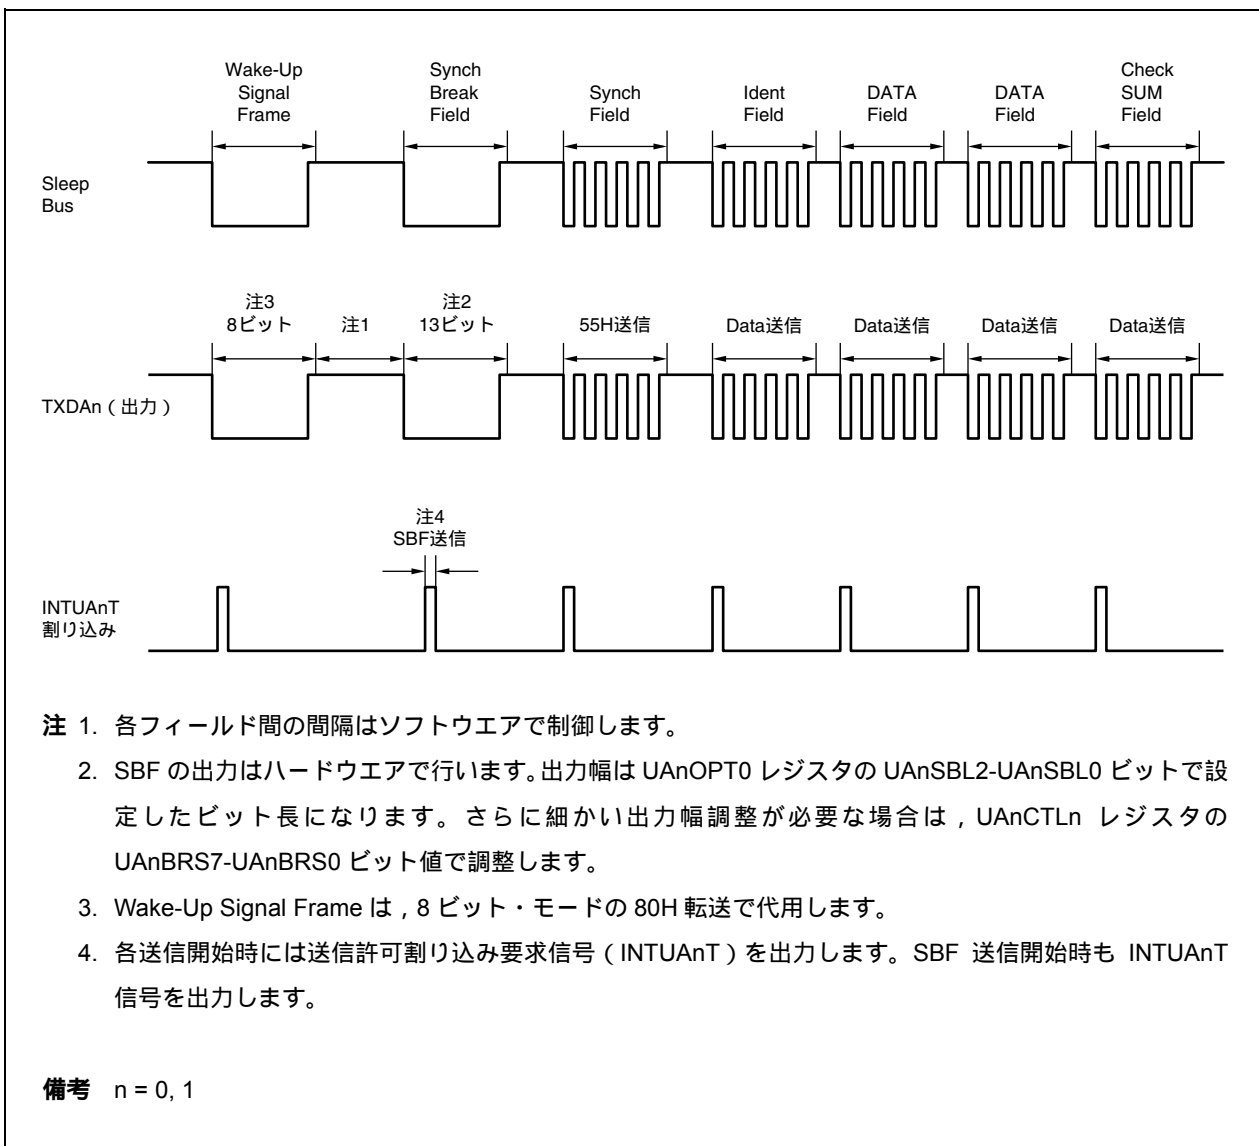 Wake-Up
Signal
Frame
Synch
Break
Field
Synch
Field
Ident
Field
DATA
Field
DATA
Field
Check
SUM
Field
Sleep
Bus
注3
8ビット
注1
注2
13ビット
55H送信
Data送信
Data送信
Data送信
Data送信
TXDAn（出力）
注4
SBF送信
INTUAnT
割り込み
注 1. 各フィールド間の間隔はソフトウエアで制御します。
2. SBF の出力はハードウエアで行います。出力幅は UAnOPT0 レジスタの UAnSBL2-UAnSBL0 ビットで設
定したビット長になります。さらに細かい出力幅調整が必要な場合は，UAnCTLn レジスタの
UAnBRS7-UAnBRS0 ビット値で調整します。
3. Wake-Up Signal Frame は，8 ビット・モードの 80H 転送で代用します。
4. 各送信開始時には送信許可割り込み要求信号（INTUAnT）を出力します。SBF 送信開始時も INTUAnT
信号を出力します。
備考 n = 0, 1